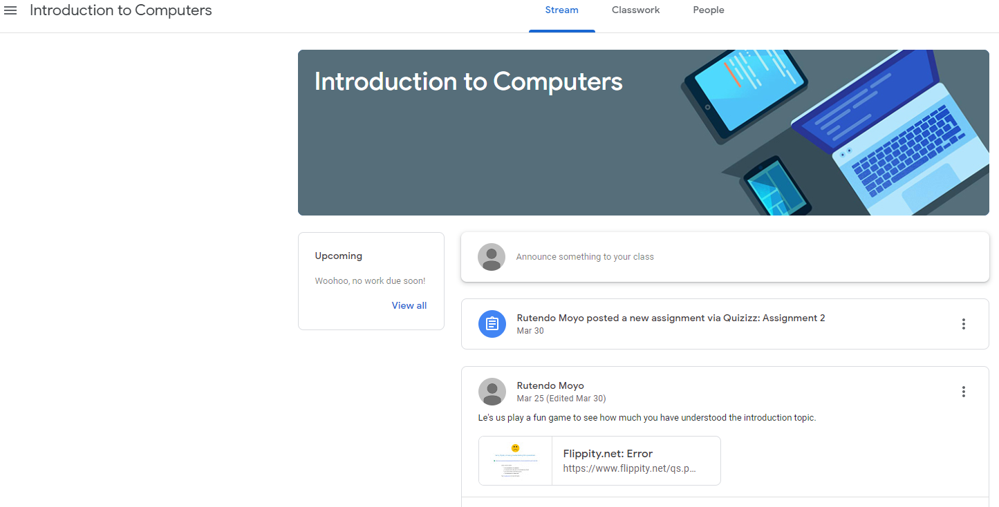 Introduction to Computers
Stream
Classwork
People
Introduction to Computers
Upcoming
Woohoo, no work due soon!
View all
Announce something to your class
Rutendo Moyo posted a new assignment via Quizizz: Assignment 2
Mar 30
Rutendo Moyo
Mar 25 (Edited Mar 30)
Le's us play a fun game to see how much you have understood the introduction topic.
Flippity.net: Error
https://www.flippity.net/qs.p...